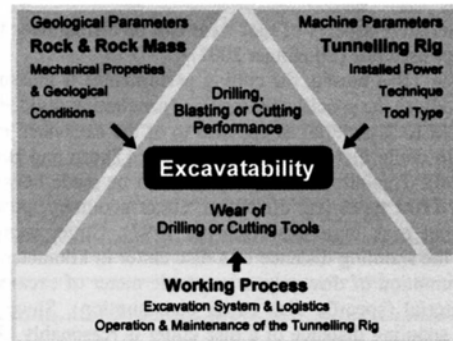 Geological Parameters
Rock & Rock Mass
Mechanical Properties
& Geological
Conditions
Machine Parameters
Tunnelling Rig
Installed Power
Technique
Tool Type
Drilling,
Blasting or Cutting
Performance
Excavatability
Wear of
Drilling or Cutting Tools
Working Process
Excavation System & Logistics
Operation & Maintenance of the Tunnelling Rig